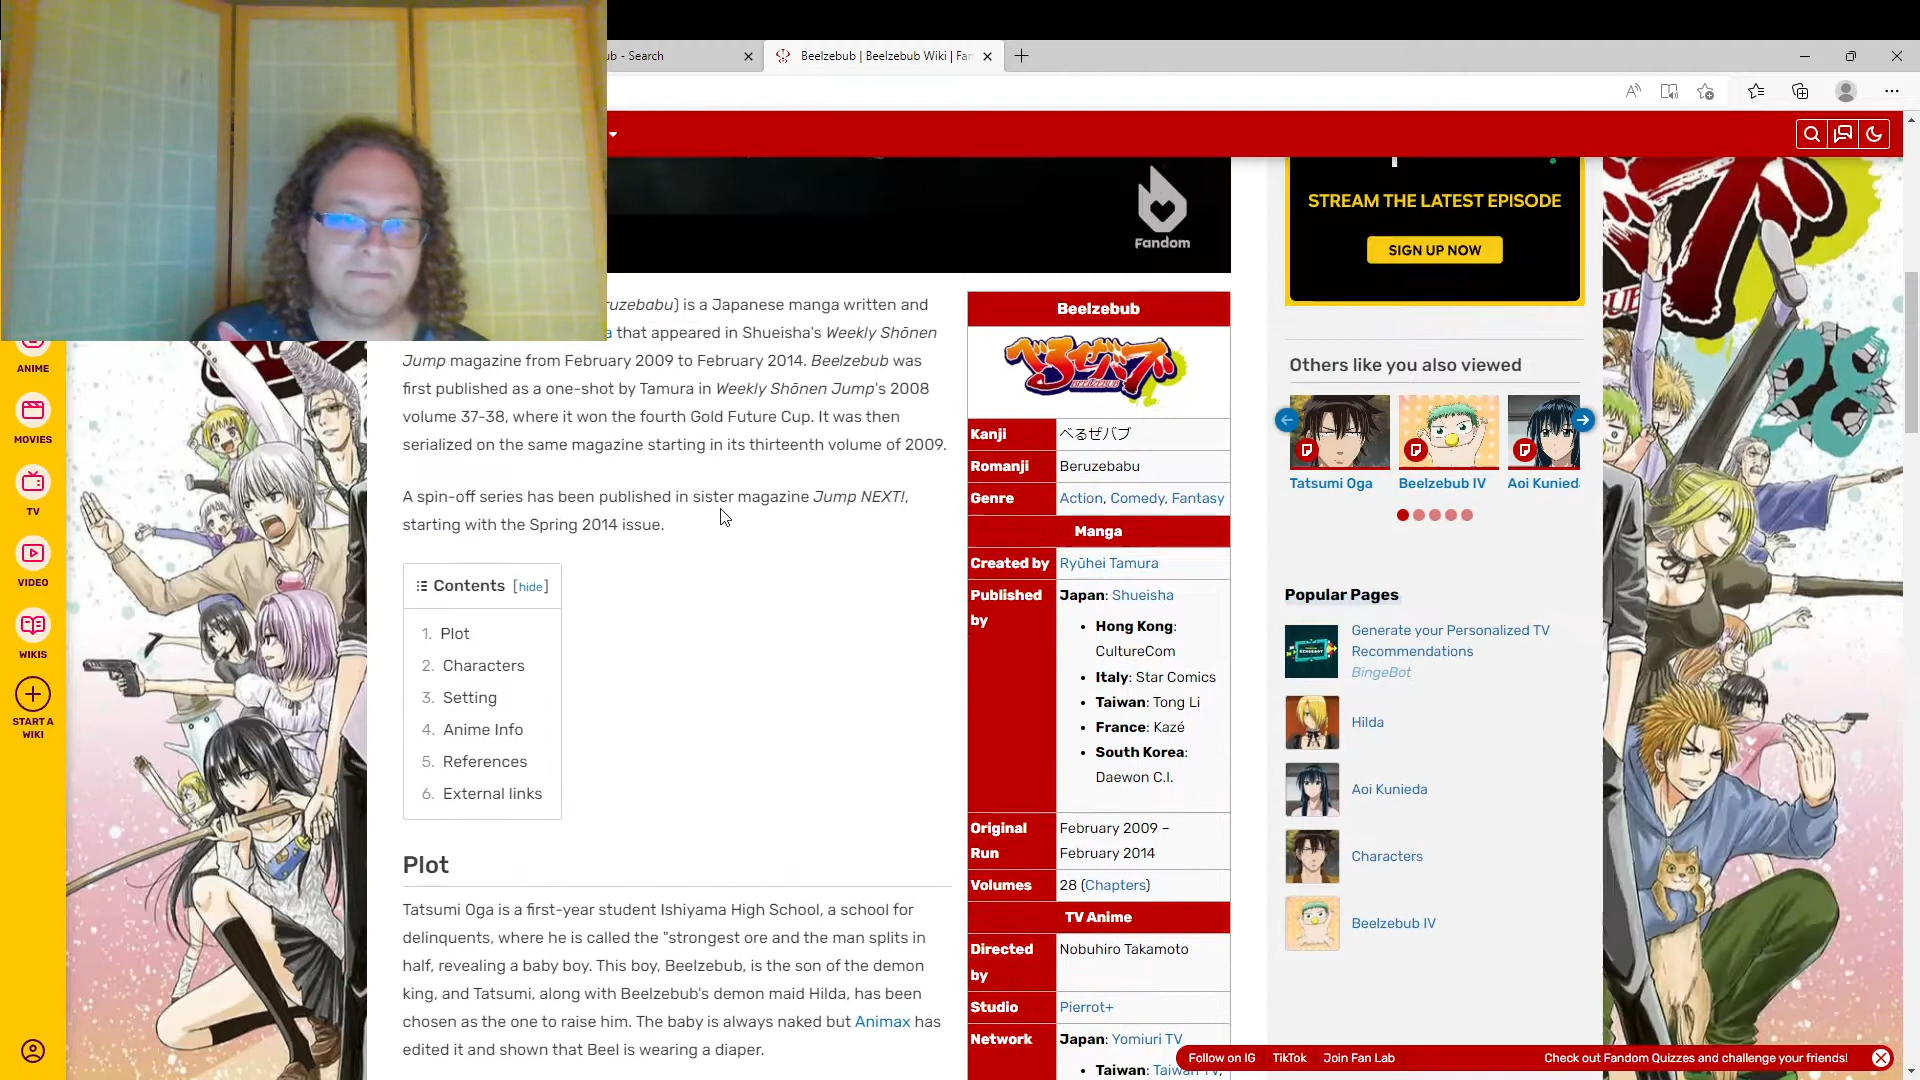 ub - Search
Beelzebub | Beelzebub Wiki | Fan
Fandom
STREAM THE LATEST EPISODE
SIGN UP NOW
ANIME
MOVIES
TV
VIDEO
WIKIS
START A
WIKI
ruzebabu) is a Japanese manga written and
a that appeared in Shueisha's Weekly Shōnen
Jump magazine from February 2009 to February 2014. Beelzebub was
first published as a one-shot by Tamura in Weekly Shōnen Jump's 2008
volume 37-38, where it won the fourth Gold Future Cup. It was then
serialized on the same magazine starting in its thirteenth volume of 2009.
A spin-off series has been published in sister magazine Jump NEXT!,
starting with the Spring 2014 issue.
Contents [hide]
1. Plot
2. Characters
3. Setting
4. Anime Info
5. References
6. External links
Plot
Tatsumi Oga is a first-year student Ishiyama High School, a school for
delinquents, where he is called the "strongest ore and the man splits in
half, revealing a baby boy. This boy, Beelzebub, is the son of the demon
king, and Tatsumi, along with Beelzebub's demon maid Hilda, has been
chosen as the one to raise him. The baby is always naked but Animax has
edited it and shown that Beel is wearing a diaper.
Beelzebub
べるぜバブ
Kanji べるぜバブ
Romanji Beruzebabu
Genre Action, Comedy, Fantasy
Manga
Created by Ryūhei Tamura
Published by Japan: Shueisha
• Hong Kong:
CultureCom
• Italy: Star Comics
• Taiwan: Tong Li
• France: Kazé
• South Korea:
Daewon C.I.
Original Run February 2009 –
February 2014
Volumes 28 (Chapters)
TV Anime
Directed by Nobuhiro Takamoto
Studio Pierrot+
Network Japan: Yomiuri TV
• Taiwan: Taiwan TV,
Others like you also viewed
Tatsumi Oga
Beelzebub IV
Aoi Kunieda
Popular Pages
Generate your Personalized TV
Recommendations
BingeBot
Hilda
Aoi Kunieda
Characters
Beelzebub IV
28
Follow on IG
TikTok
Join Fan Lab
Check out Fandom Quizzes and challenge your friends!